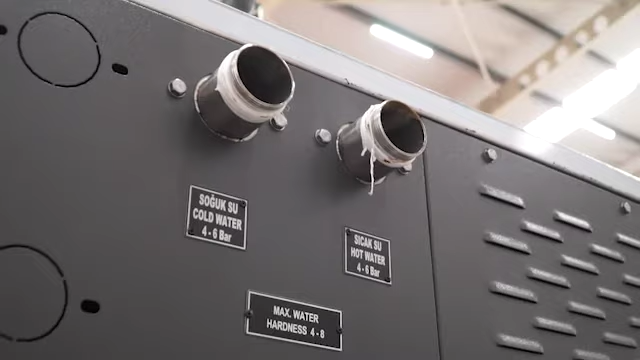 SOĞUK SU
COLD WATER
4 - 6 Bar
SICAK SU
HOT WATER
4 - 6 Bar
MAX. WATER
HARDNESS 4 - 8